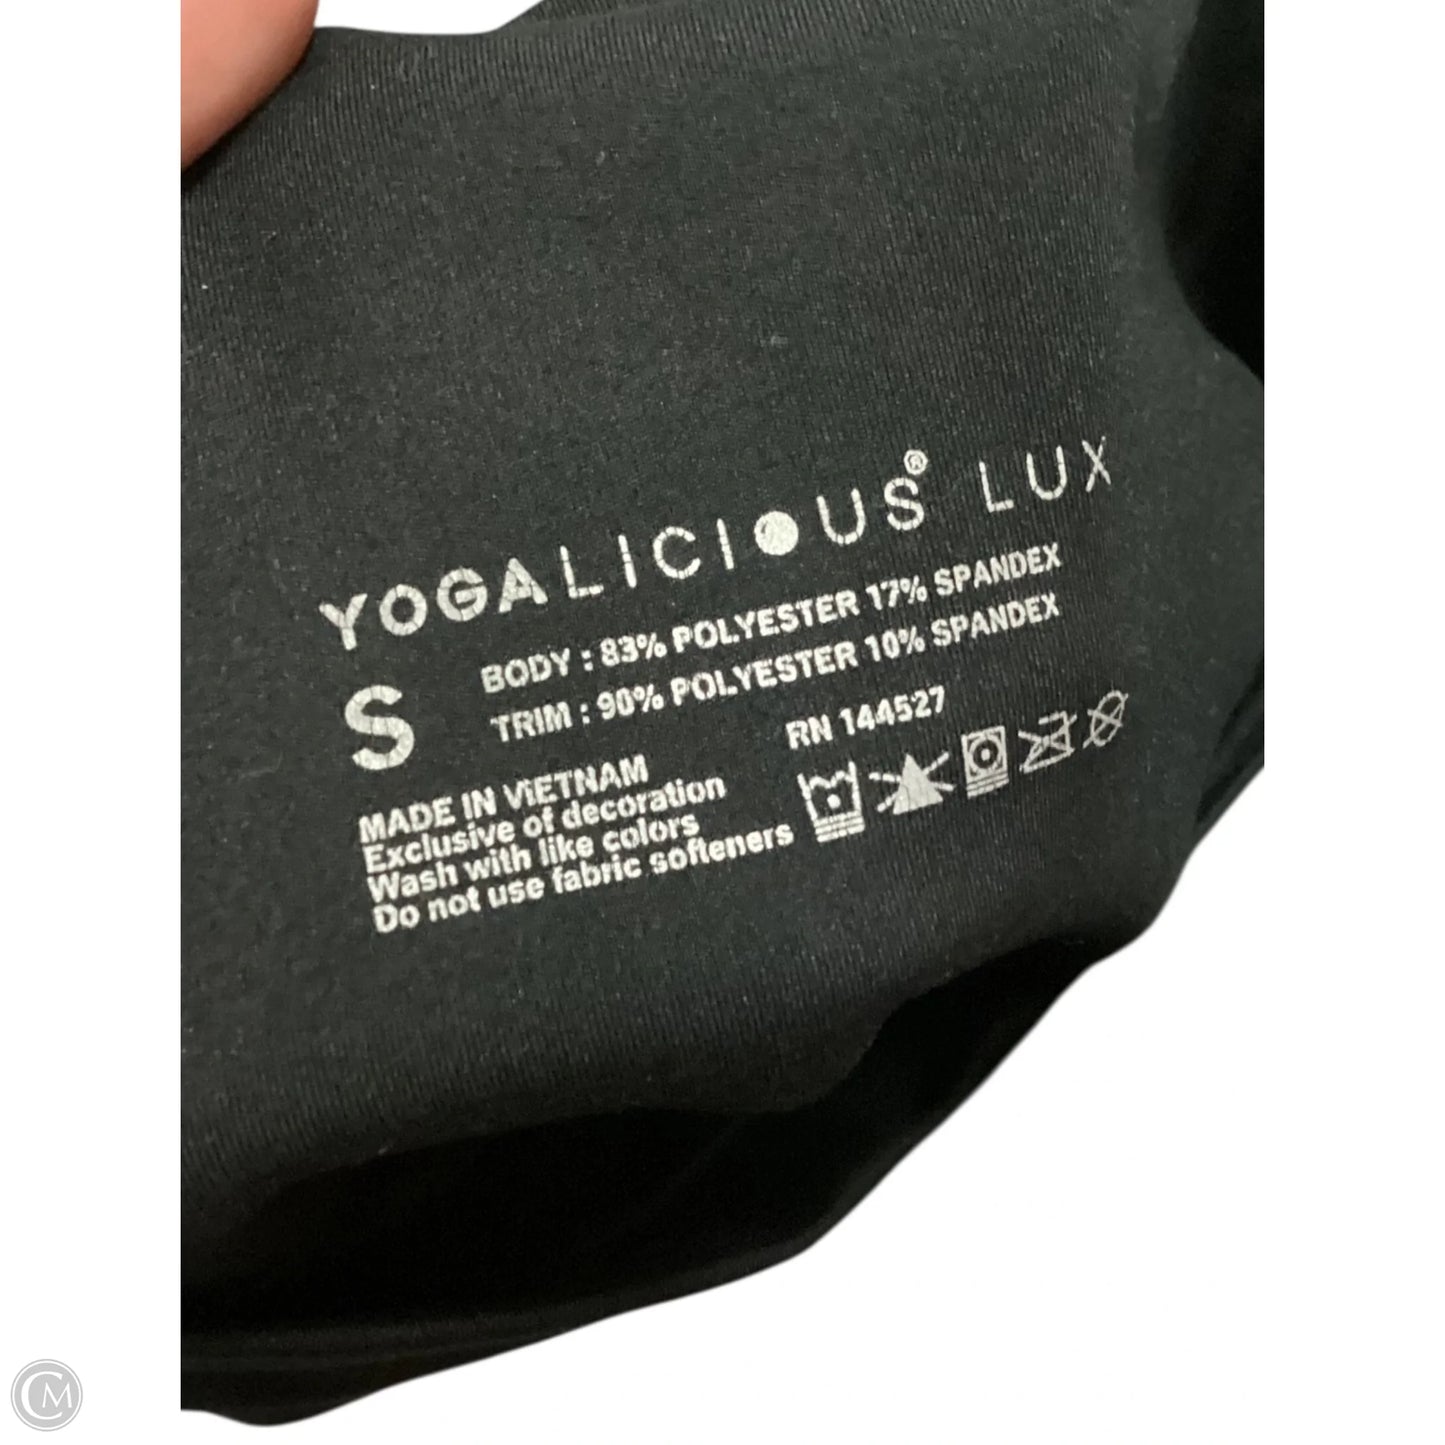 YOGALICIOUS® LUX
S
BODY : 83% POLYESTER 17% SPANDEX
TRIM : 90% POLYESTER 10% SPANDEX
RN 144527
MADE IN VIETNAM
Exclusive of decoration
Wash with like colors
Do not use fabric softeners
CM